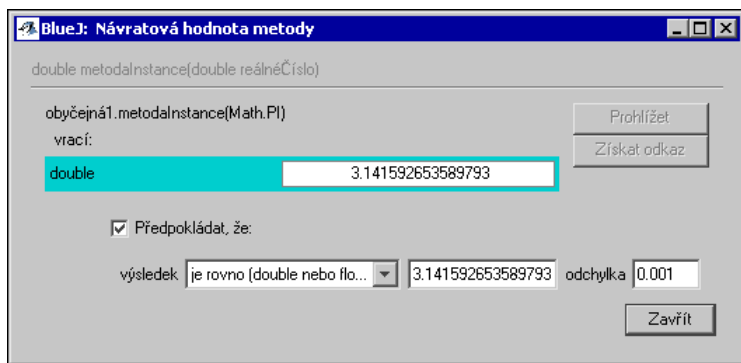 BlueJ: Návratová hodnota metody
double metodaInstance(double reálnéČíslo)
obyčejná1.metodaInstance(Math.PI)
Prohlížet
vrací:
Získat odkaz
double 3.141592653589793
Předpokládat, že:
výsledek je rovno (double nebo flo... 3.141592653589793 odchylka 0.001
Zavřít